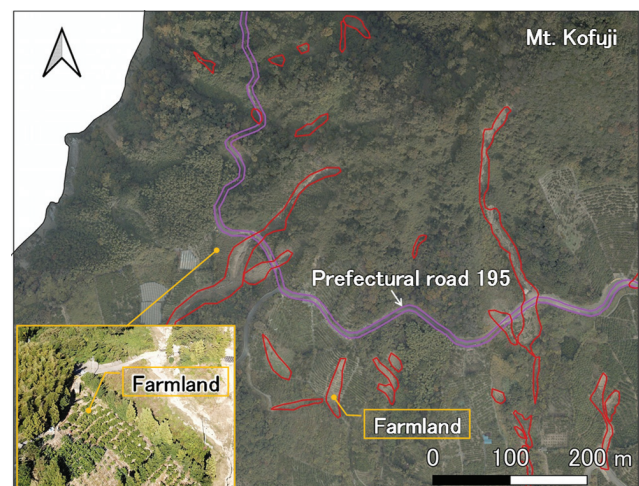 Mt. Kofuji
Prefectural road 195
Farmland
Farmland
0 100 200 m